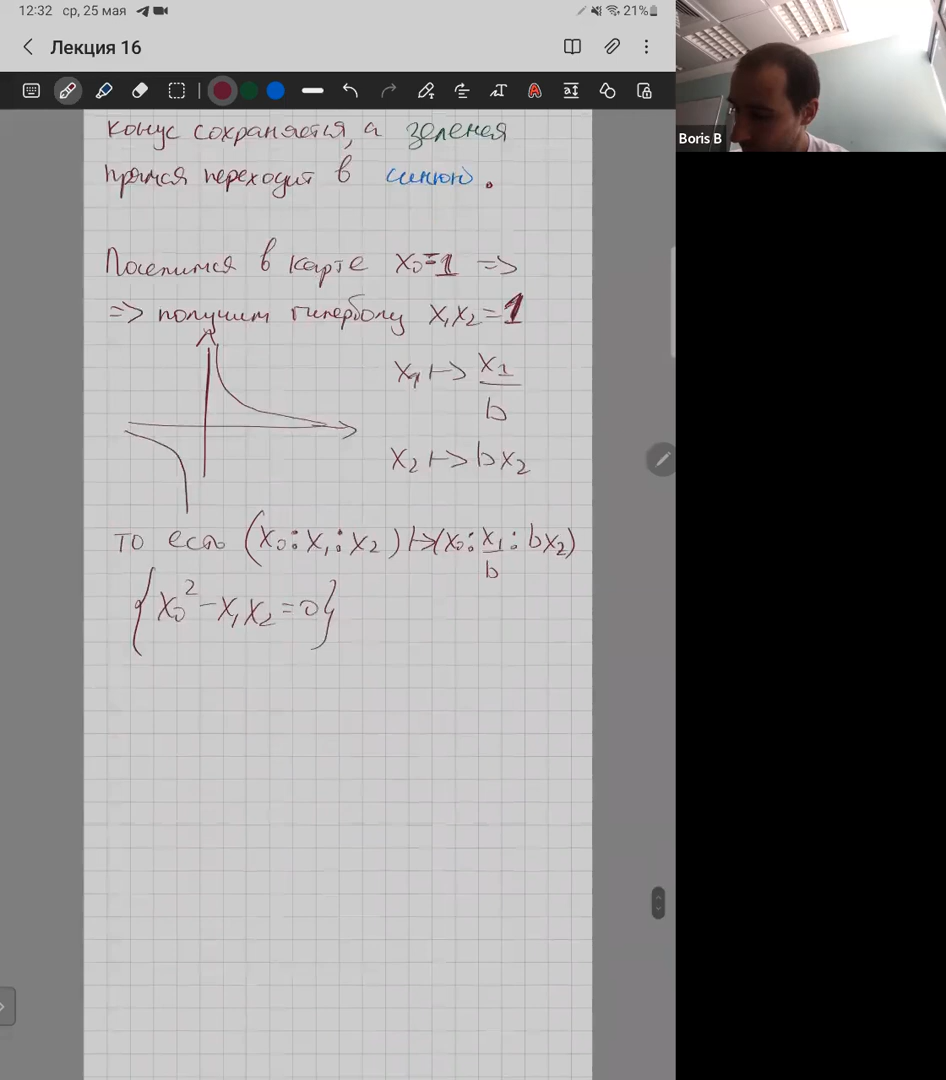 12:32 ср, 25 мая
21%
Лекция 16
Boris B
конус сохраняется, а зеленая
прямая переходит в синюю.
Поселимся в карте x₀=1 =>
=> получим гиперболу x₁x₂=1
x₁ ↦ x₁/b
x₂ ↦ bx₂
то есть (x₀:x₁:x₂) ↦ (x₀:x₁/b:bx₂)
{x₀²-x₁x₂=0}